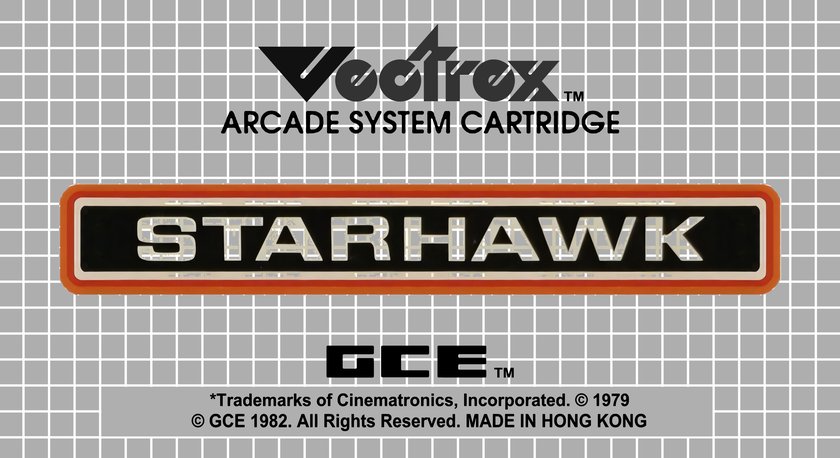 Vectrex™
ARCADE SYSTEM CARTRIDGE
STARHAWK
GCE™
*Trademarks of Cinematronics, Incorporated. © 1979
© GCE 1982. All Rights Reserved. MADE IN HONG KONG